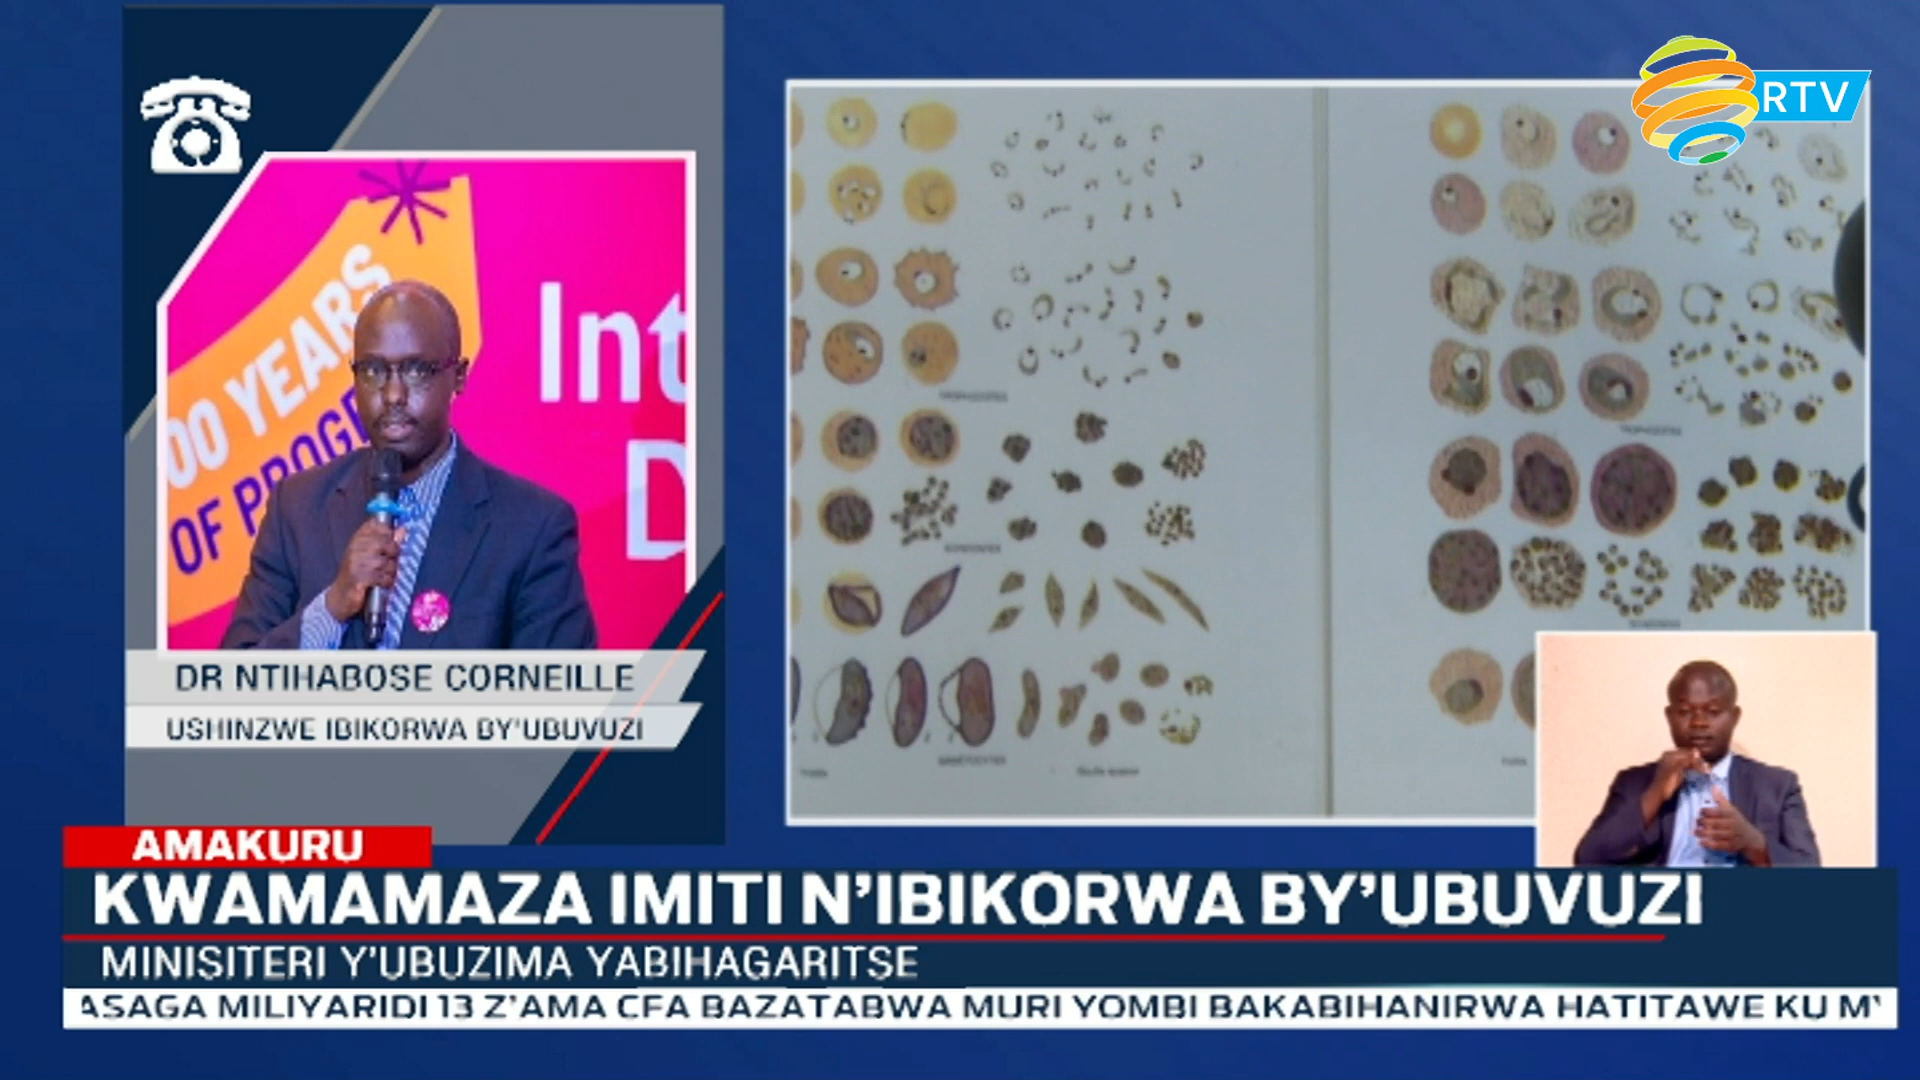 RTV
00 YEARS
OF PROGR
Int
D
DR NTIHABOSE CORNEILLE
USHINZWE IBIKORWA BY'UBUVUZI
AMAKURU
KWAMAMAZA IMITI N'IBIKORWA BY'UBUVUZI
MINISITERI Y'UBUZIMA YABIHAGARITSE
ASAGA MILIYARIDI 13 Z'AMA CFA BAZATABWA MURI YOMBI BAKABIHANIRWA HATITAWE KU M'